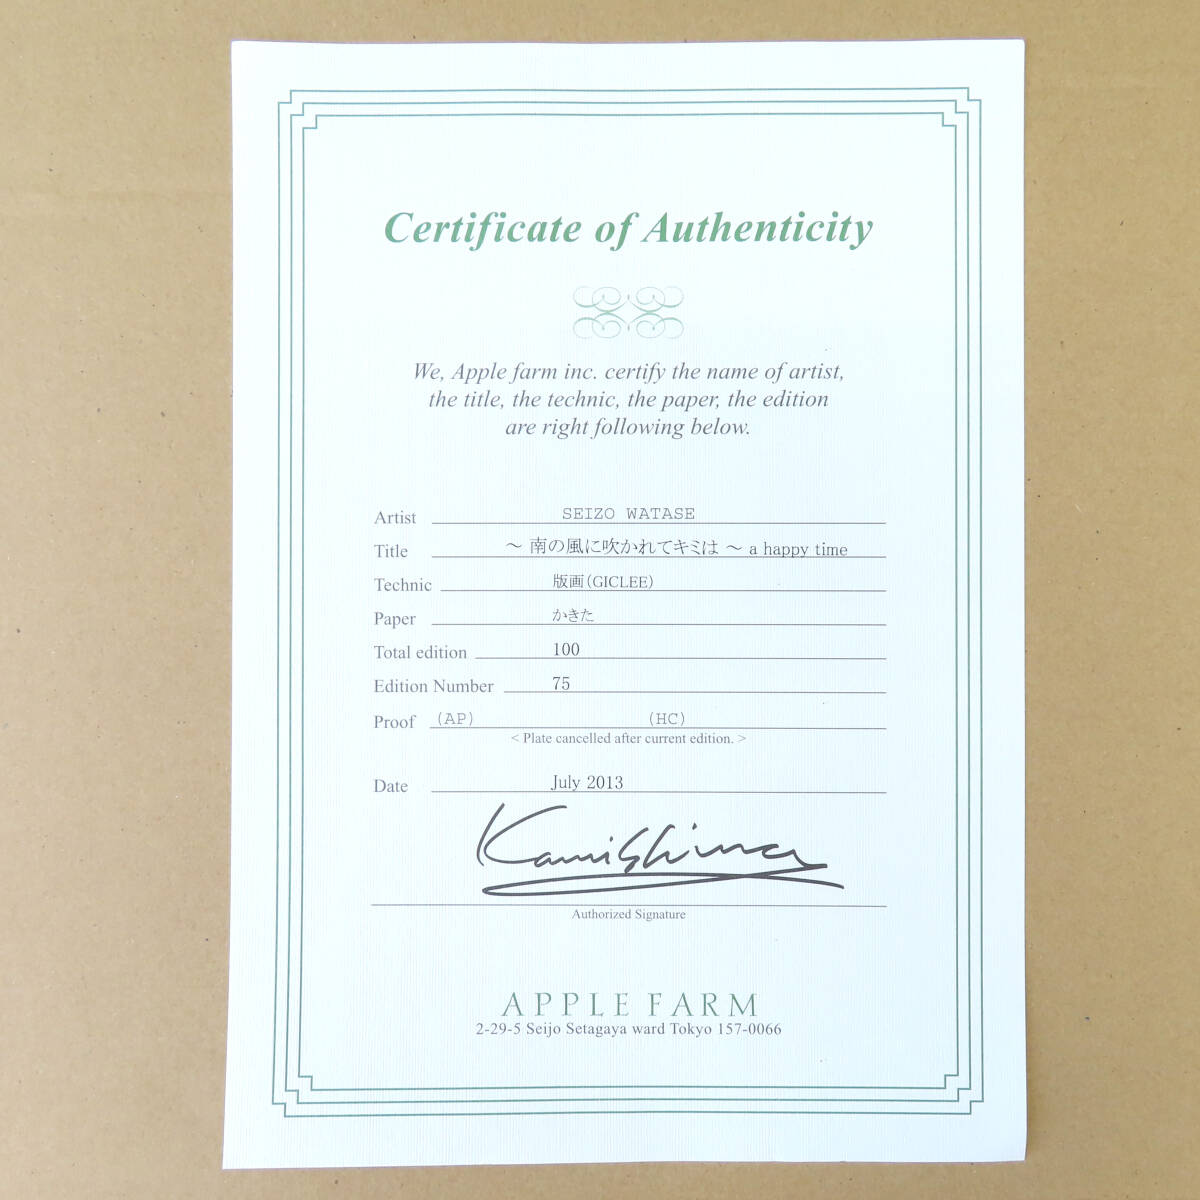 Certificate of Authenticity
We, Apple farm inc. certify the name of artist,
the title, the technic, the paper, the edition
are right following below.
Artist SEIZO WATASE
Title ～ 南の風に吹かれてキミは ～ a happy time
Technic 版画(GICLEE)
Paper かきた
Total edition 100
Edition Number 75
Proof (AP) (HC)
< Plate cancelled after current edition. >
Date July 2013
Kamishima
Authorized Signature
APPLE FARM
2-29-5 Seijo Setagaya ward Tokyo 157-0066